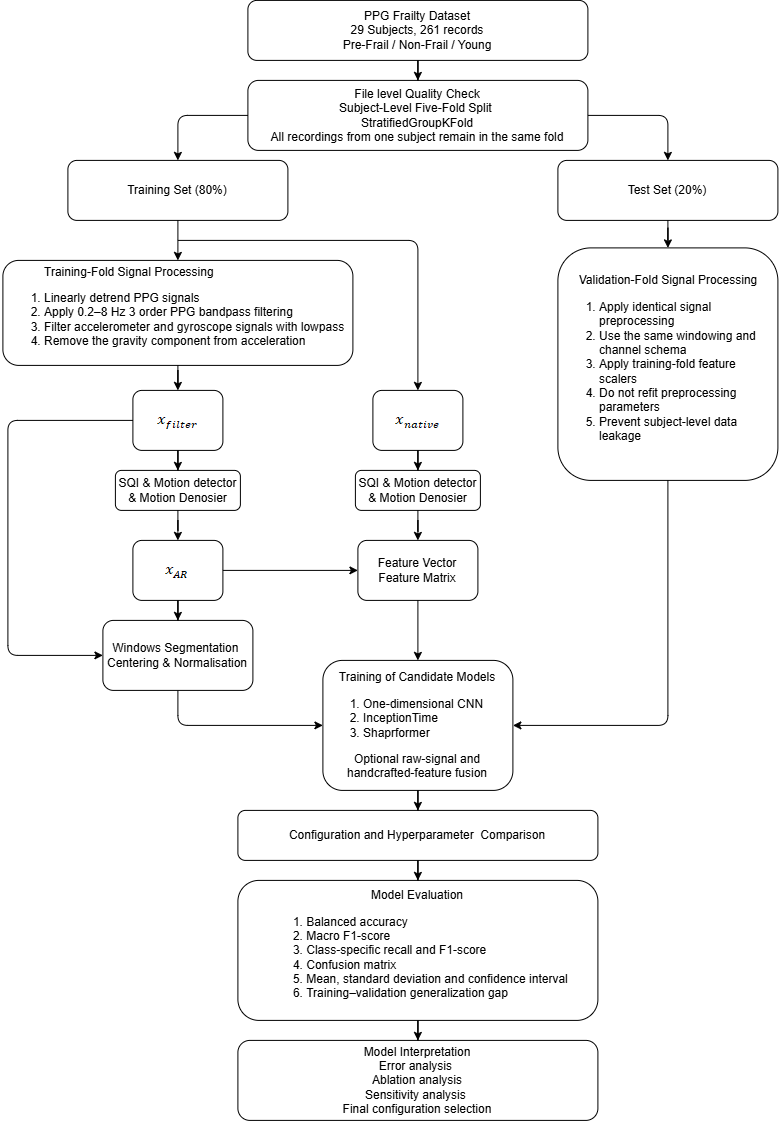 PPG Frailty Dataset
29 Subjects, 261 records
Pre-Frail / Non-Frail / Young
File level Quality Check
Subject-Level Five-Fold Split
StratifiedGroupKFold
All recordings from one subject remain in the same fold
Training Set (80%)
Test Set (20%)
Training-Fold Signal Processing
1. Linearly detrend PPG signals
2. Apply 0.2–8 Hz 3 order PPG bandpass filtering
3. Filter accelerometer and gyroscope signals with lowpass
4. Remove the gravity component from acceleration
Validation-Fold Signal Processing
1. Apply identical signal
preprocessing
2. Use the same windowing and
channel schema
3. Apply training-fold feature
scalers
4. Do not refit preprocessing
parameters
5. Prevent subject-level data
leakage
x_filter
x_native
SQI & Motion detector
& Motion Denosier
SQI & Motion detector
& Motion Denosier
x_AR
Feature Vector
Feature Matrix
Windows Segmentation
Centering & Normalisation
Training of Candidate Models
1. One-dimensional CNN
2. InceptionTime
3. Shaprformer
Optional raw-signal and
handcrafted-feature fusion
Configuration and Hyperparameter Comparison
Model Evaluation
1. Balanced accuracy
2. Macro F1-score
3. Class-specific recall and F1-score
4. Confusion matrix
5. Mean, standard deviation and confidence interval
6. Training–validation generalization gap
Model Interpretation
Error analysis
Ablation analysis
Sensitivity analysis
Final configuration selection